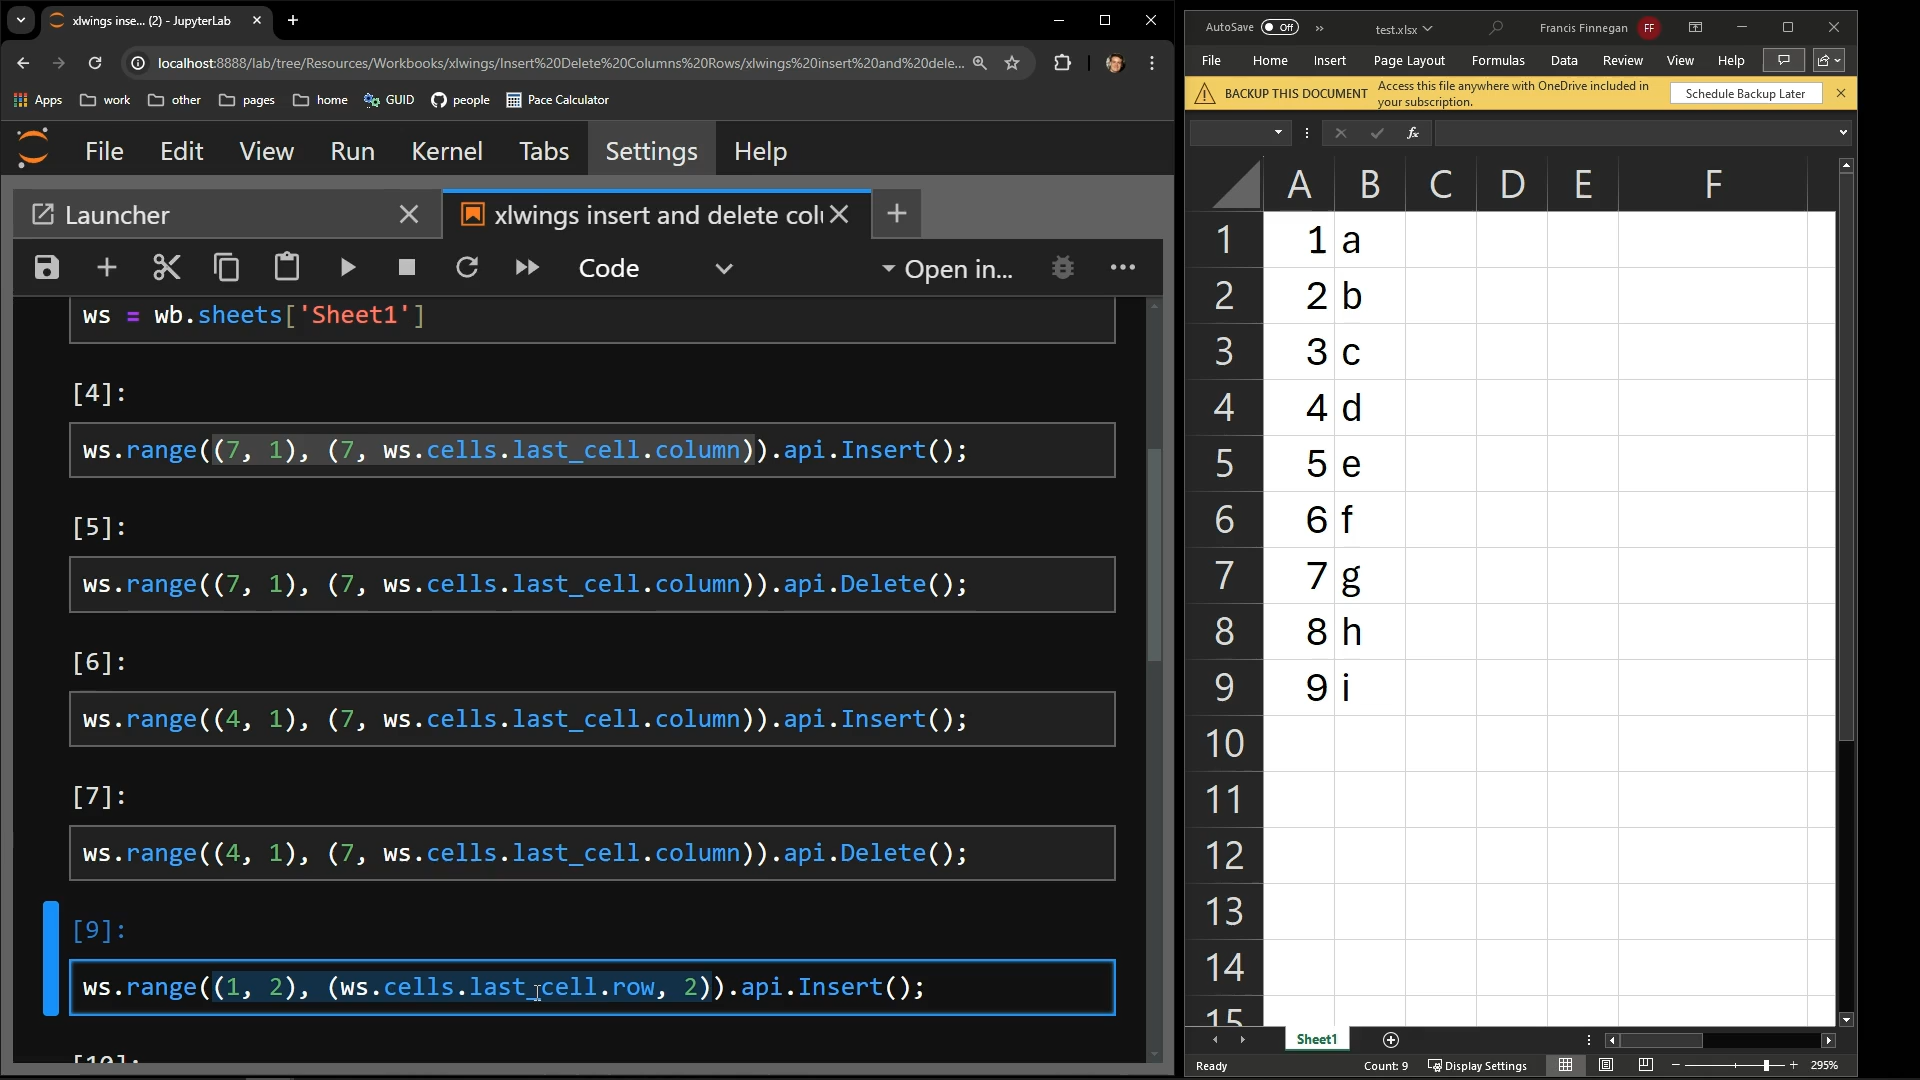 xlwings inse... (2) - JupyterLab
localhost:8888/lab/tree/Resources/Workbooks/xlwings/Insert%20Delete%20Columns%20Rows/xlwings%20insert%20and%20dele...
Apps work other pages home GUID people Pace Calculator
File Edit View Run Kernel Tabs Settings Help
Launcher
xlwings insert and delete colu
Code
Open in...
ws = wb.sheets['Sheet1']
[4]:
ws.range((7, 1), (7, ws.cells.last_cell.column)).api.Insert();
[5]:
ws.range((7, 1), (7, ws.cells.last_cell.column)).api.Delete();
[6]:
ws.range((4, 1), (7, ws.cells.last_cell.column)).api.Insert();
[7]:
ws.range((4, 1), (7, ws.cells.last_cell.column)).api.Delete();
[9]:
ws.range((1, 2), (ws.cells.last_cell.row, 2)).api.Insert();
[10]:
AutoSave Off test.xlsx Francis Finnegan FF
File Home Insert Page Layout Formulas Data Review View Help
BACKUP THIS DOCUMENT Access this file anywhere with OneDrive included in
your subscription.
Schedule Backup Later
fx
A B C D E F
1 1 a
2 2 b
3 3 c
4 4 d
5 5 e
6 6 f
7 7 g
8 8 h
9 9 i
10
11
12
13
14
15
Sheet1
Ready Count: 9 Display Settings 295%